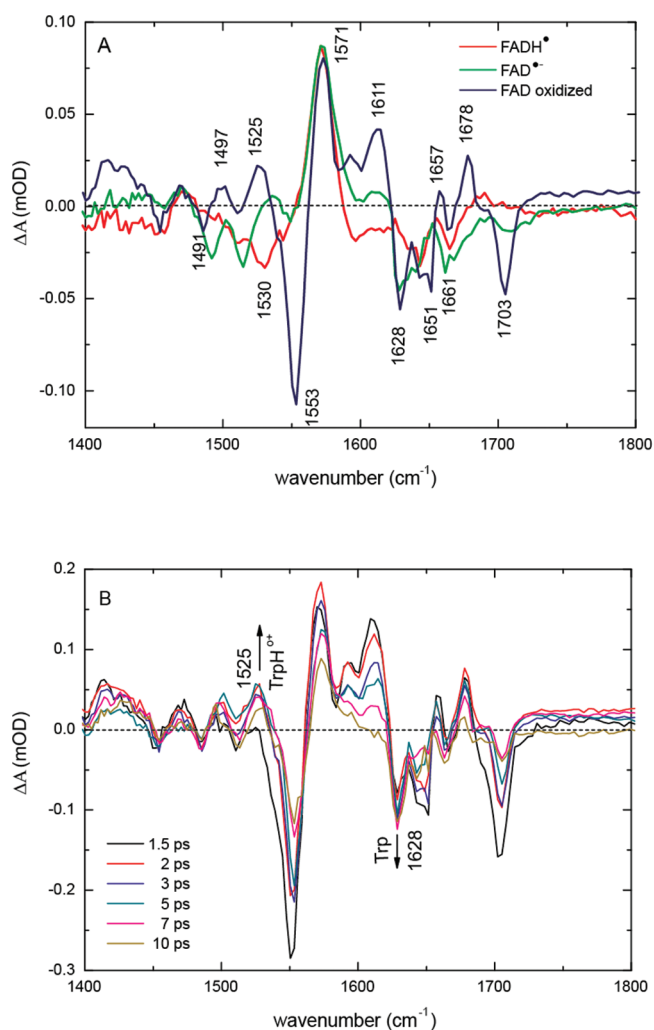 A
FADH•
FAD•-
FAD oxidized
1571
1611
1678
1497
1525
1657
1491
1530
1553
1628
1651
1661
1703
0.10
0.05
0.00
-0.05
-0.10
ΔA (mOD)
1400 1500 1600 1700 1800
wavenumber (cm-1)
B
1525
TrpH°+
Trp
1628
1.5 ps
2 ps
3 ps
5 ps
7 ps
10 ps
0.2
0.1
0.0
-0.1
-0.2
-0.3
ΔA (mOD)
1400 1500 1600 1700 1800
wavenumber (cm-1)